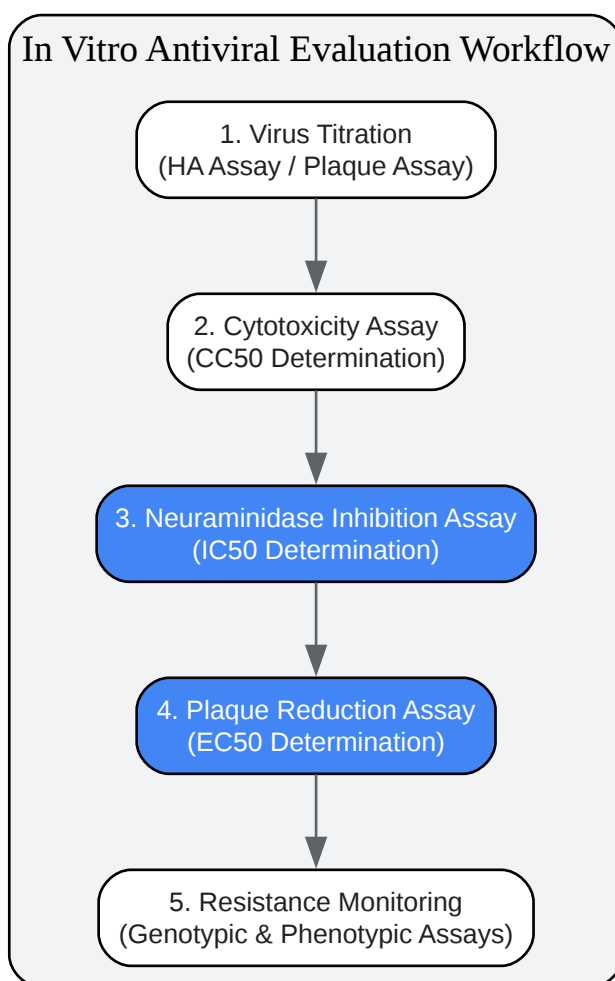 In Vitro Antiviral Evaluation Workflow
1. Virus Titration
(HA Assay / Plaque Assay)
2. Cytotoxicity Assay
(CC50 Determination)
3. Neuraminidase Inhibition Assay
(IC50 Determination)
4. Plaque Reduction Assay
(EC50 Determination)
5. Resistance Monitoring
(Genotypic & Phenotypic Assays)